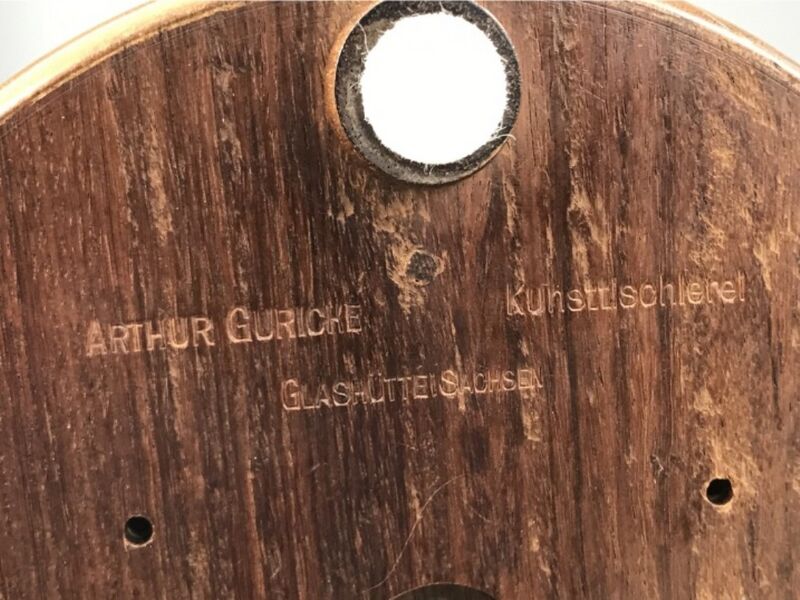 ARTHUR GURICKE
Kunsttischlerei
GLASHÜTTE I SACHSEN